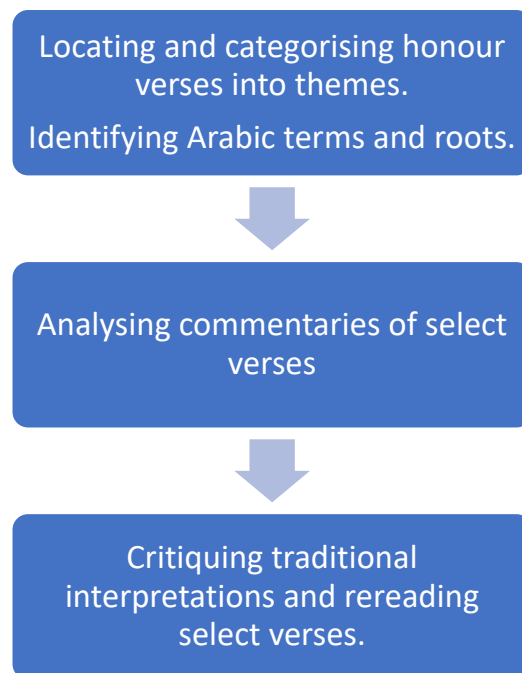 Locating and categorising honour
verses into themes.
Identifying Arabic terms and roots.
Analysing commentaries of select
verses
Critiquing traditional
interpretations and rereading
select verses.